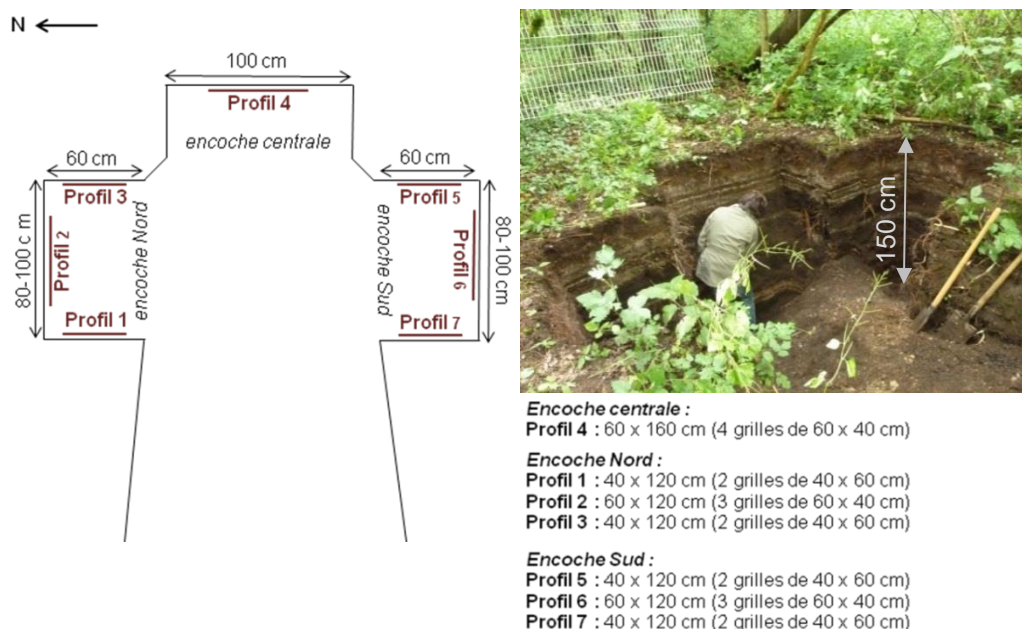 N
100 cm
Profil 4
encoche centrale
60 cm
60 cm
Profil 3
Profil 5
80-100 c m
Profil 2
encoche Nord
encoche Sud
Profil 6
80-100 cm
Profil 1
Profil 7
150 cm
Encoche centrale :
Profil 4 : 60 x 160 cm (4 grilles de 60 x 40 cm)
Encoche Nord :
Profil 1 : 40 x 120 cm (2 grilles de 40 x 60 cm)
Profil 2 : 60 x 120 cm (3 grilles de 60 x 40 cm)
Profil 3 : 40 x 120 cm (2 grilles de 40 x 60 cm)
Encoche Sud :
Profil 5 : 40 x 120 cm (2 grilles de 40 x 60 cm)
Profil 6 : 60 x 120 cm (3 grilles de 60 x 40 cm)
Profil 7 : 40 x 120 cm (2 grilles de 40 x 60 cm)